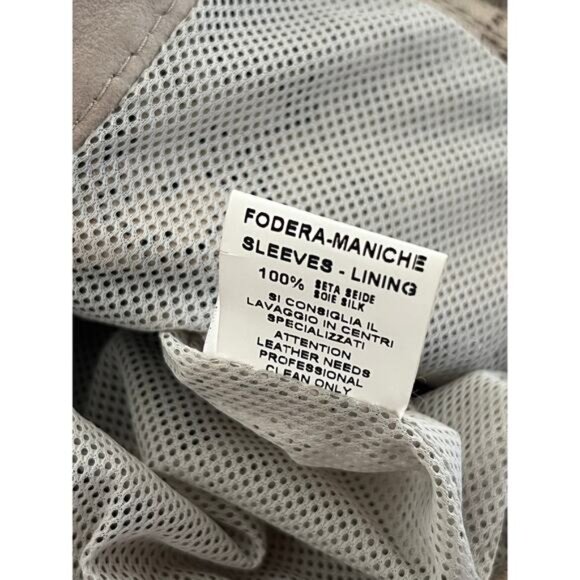 FODERA-MANICHE
SLEEVES - LINING
100% SETA SEIDE
SOIE SILK
SI CONSIGLIA IL
LAVAGGIO IN CENTRI
SPECIALIZZATI
ATTENTION
LEATHER NEEDS
PROFESSIONAL
CLEAN ONLY